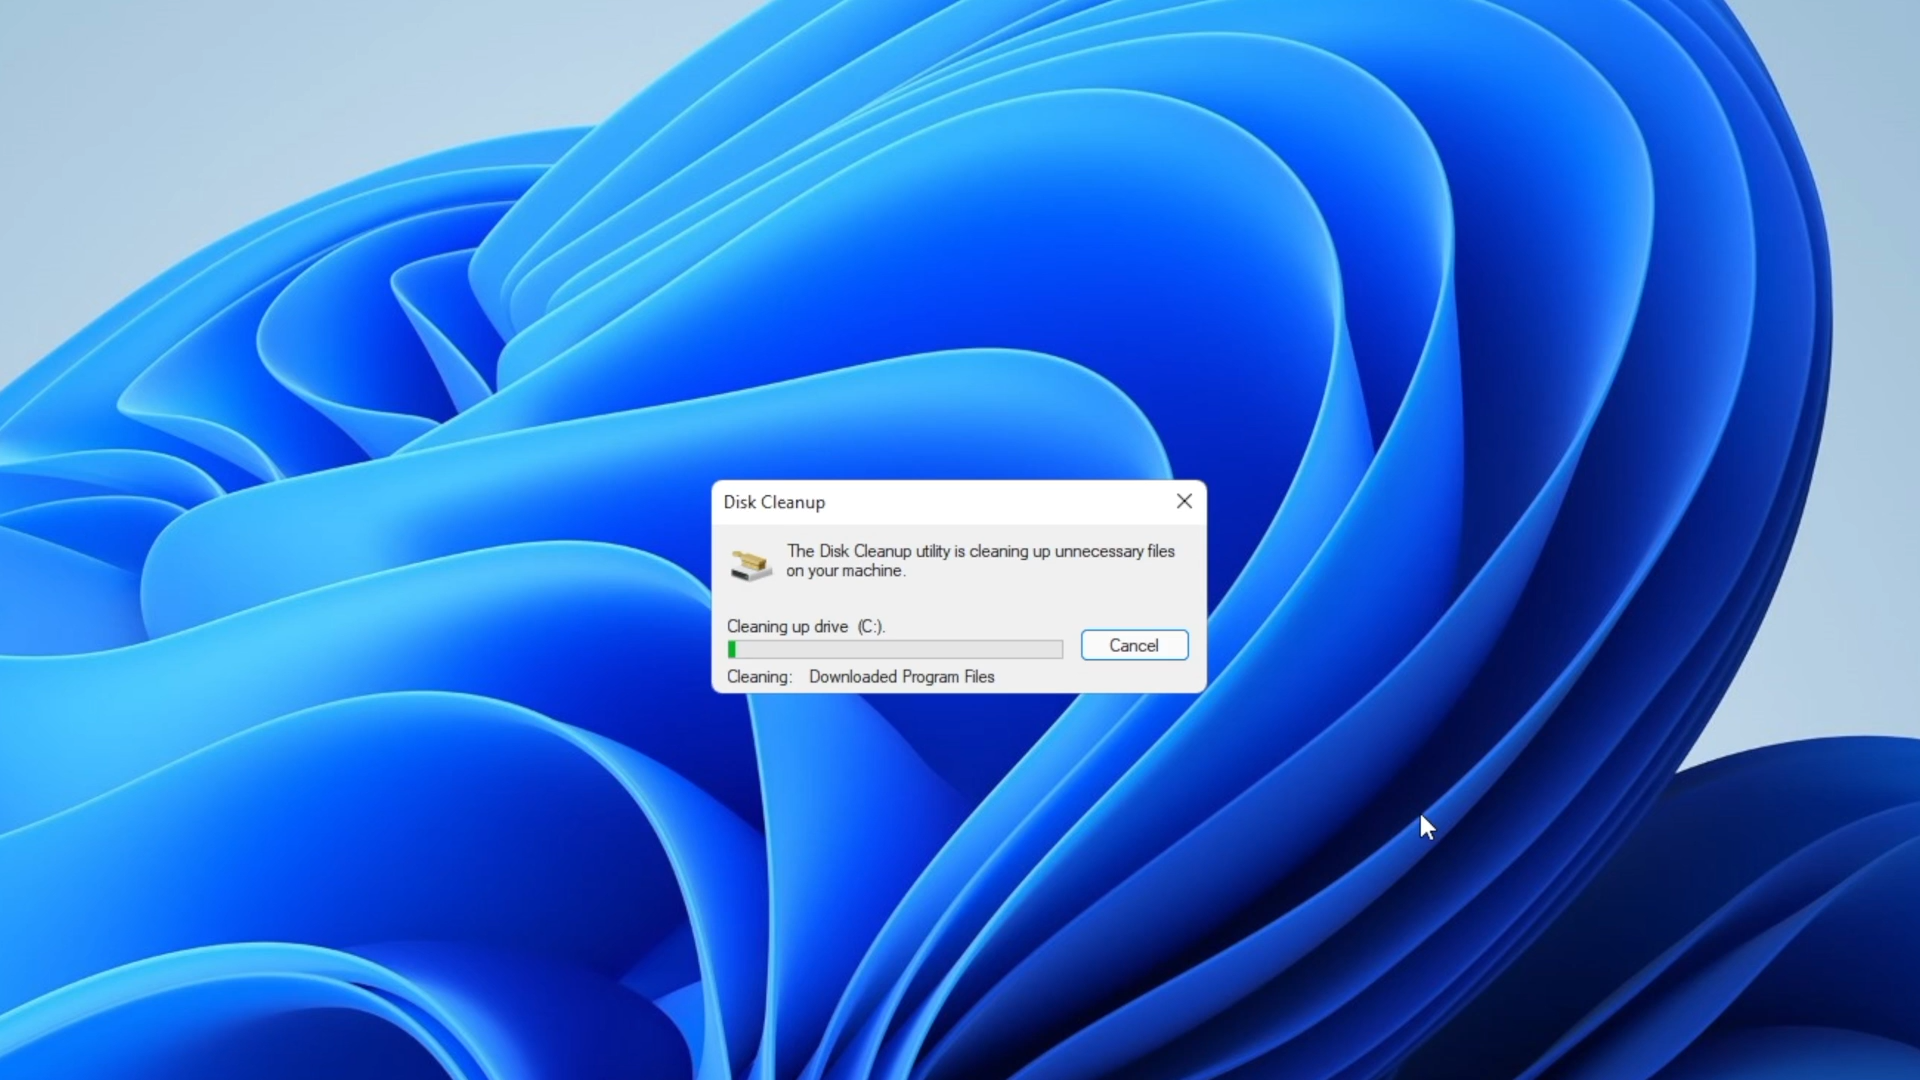 Disk Cleanup
The Disk Cleanup utility is cleaning up unnecessary files
on your machine.
Cleaning up drive (C:).
Cancel
Cleaning: Downloaded Program Files